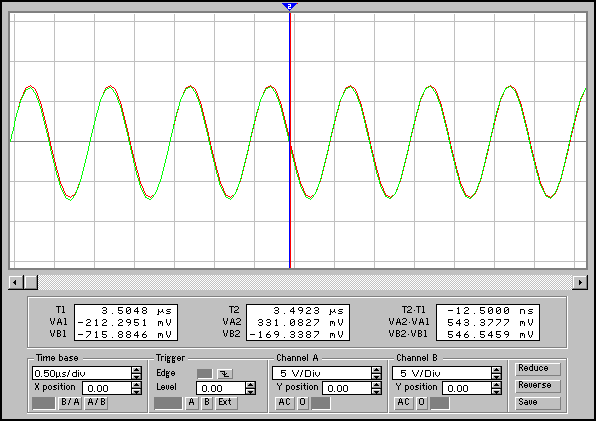 T1 3.5048 µs T2 3.4923 µs T2-T1 -12.5000 ns
VA1 -212.2951 mV VA2 331.0827 mV VA2-VA1 543.3777 mV
VB1 -715.8846 mV VB2 -169.3387 mV VB2-VB1 546.5459 mV
Time base Trigger Channel A Channel B Reduce
0.50µs/div Edge 5 V/Div 5 V/Div Reverse
X position 0.00 Level 0.00 Y position 0.00 Y position 0.00
B/A A/B A B Ext AC 0 AC 0 Save